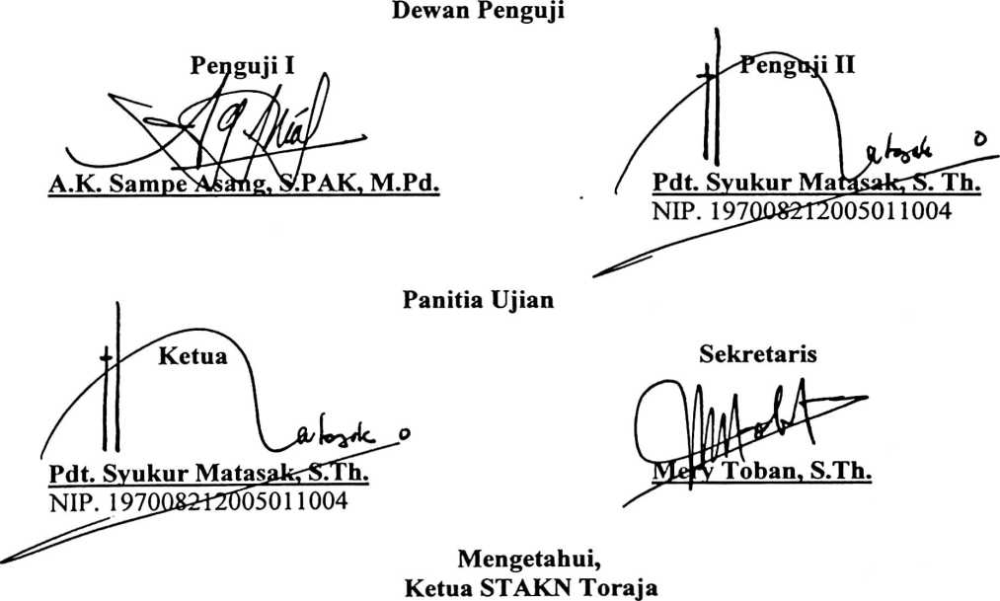 Dewan Penguji
Penguji I
Penguji II
A.K. Sampe Asang, S.PAK, M.Pd.
Pdt. Syukur Matasak, S. Th.
NIP. 197008212005011004
Panitia Ujian
Ketua
Sekretaris
Pdt. Syukur Matasak, S.Th.
NIP. 197008212005011004
Mery Toban, S.Th.
Mengetahui,
Ketua STAKN Toraja